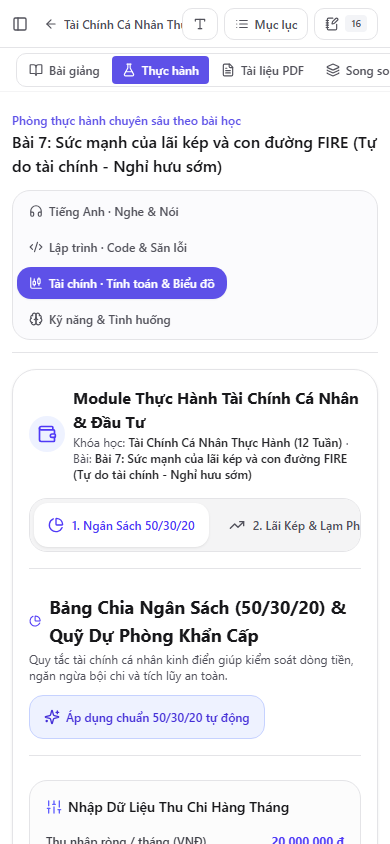 Tài Chính Cá Nhân Thự
Mục lục
16
Bài giảng
Thực hành
Tài liệu PDF
Song so
Phòng thực hành chuyên sâu theo bài học
Bài 7: Sức mạnh của lãi kép và con đường FIRE (Tự
do tài chính - Nghỉ hưu sớm)
Tiếng Anh · Nghe & Nói
Lập trình · Code & Săn lỗi
Tài chính · Tính toán & Biểu đồ
Kỹ năng & Tình huống
Module Thực Hành Tài Chính Cá Nhân
& Đầu Tư
Khóa học: Tài Chính Cá Nhân Thực Hành (12 Tuần) ·
Bài: Bài 7: Sức mạnh của lãi kép và con đường FIRE
(Tự do tài chính - Nghỉ hưu sớm)
1. Ngân Sách 50/30/20
2. Lãi Kép & Lạm Ph
Bảng Chia Ngân Sách (50/30/20) &
Quỹ Dự Phòng Khẩn Cấp
Quy tắc tài chính cá nhân kinh điển giúp kiểm soát dòng tiền,
ngăn ngừa bội chi và tích lũy an toàn.
Áp dụng chuẩn 50/30/20 tự động
Nhập Dữ Liệu Thu Chi Hàng Tháng
Thu nhập ròng / tháng (VNĐ)
20.000.000 đ